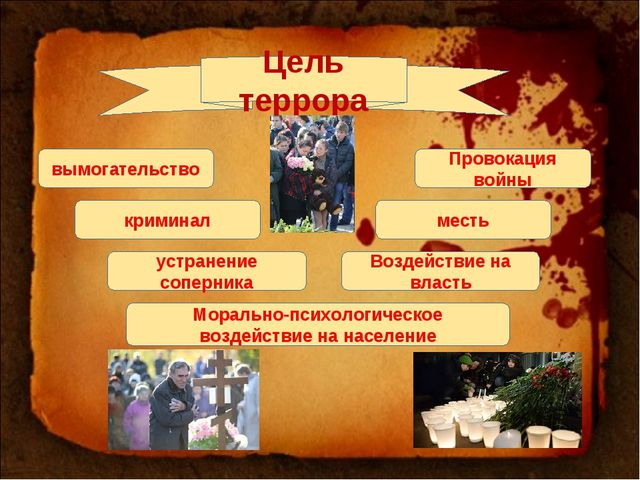 Цель
террора
вымогательство
Провокация
войны
криминал
месть
устранение
соперника
Воздействие на
власть
Морально-психологическое
воздействие на население